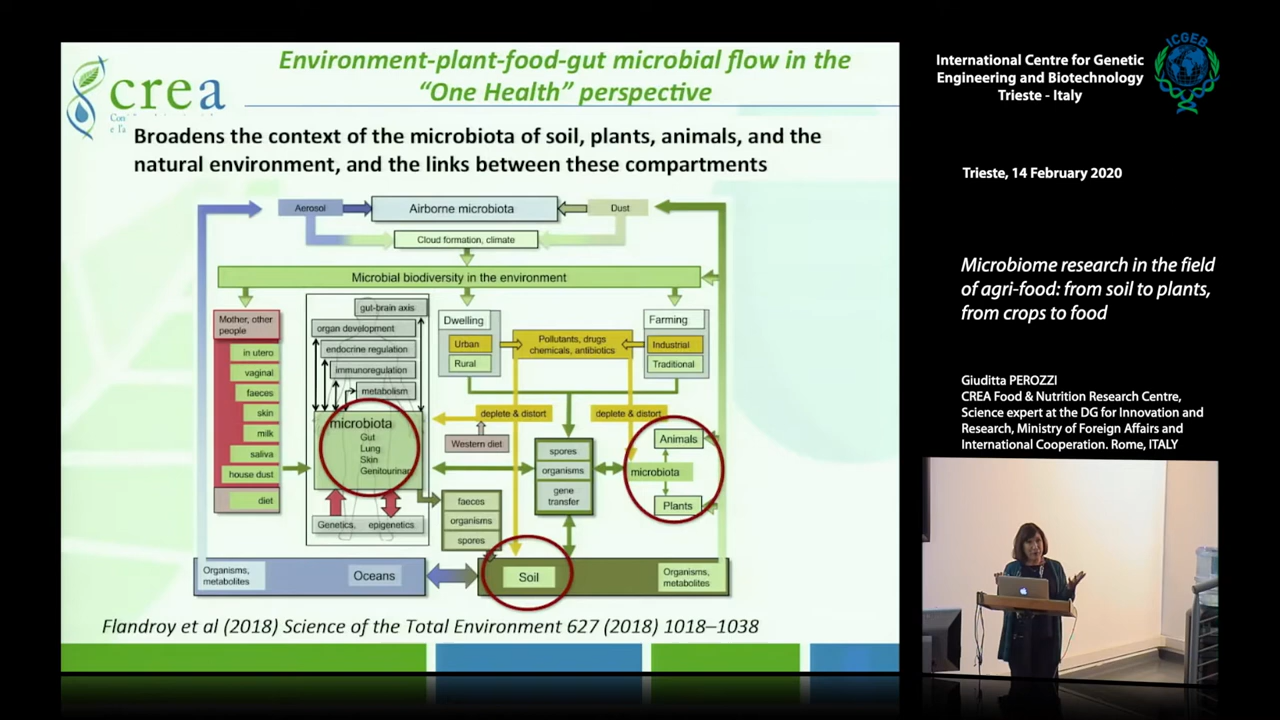 Environment-plant-food-gut microbial flow in the
“One Health” perspective
crea
Broadens the context of the microbiota of soil, plants, animals, and the
natural environment, and the links between these compartments
Aerosol
Airborne microbiota
Dust
Cloud formation, climate
Microbial biodiversity in the environment
Mother, other
people
in utero
vaginal
faeces
skin
milk
saliva
house dust
diet
gut-brain axis
organ development
endocrine regulation
immunoregulation
metabolism
microbiota
Gut
Lung
Skin
Genitourinary
Genetics,
epigenetics
Dwelling
Urban
Rural
Pollutants, drugs
chemicals, antibiotics
Farming
Industrial
Traditional
deplete & distort
deplete & distort
Western diet
spores
organisms
gene
transfer
Animals
microbiota
Plants
faeces
organisms
spores
Organisms,
metabolites
Oceans
Soil
Organisms,
metabolites
Flandroy et al (2018) Science of the Total Environment 627 (2018) 1018–1038
International Centre for Genetic
Engineering and Biotechnology
Trieste - Italy
ICGEB
Trieste, 14 February 2020
Microbiome research in the field
of agri-food: from soil to plants,
from crops to food
Giuditta PEROZZI
CREA Food & Nutrition Research Centre,
Science expert at the DG for Innovation and
Research, Ministry of Foreign Affairs and
International Cooperation. Rome, ITALY